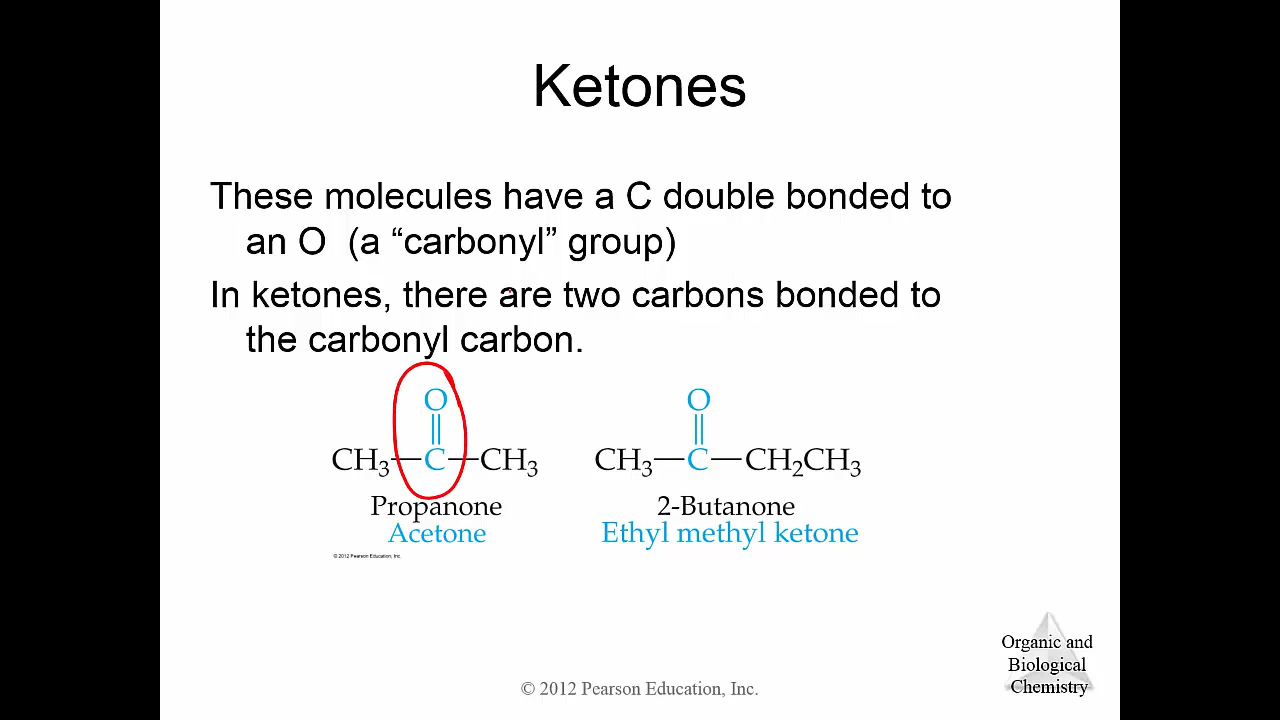 Ketones
These molecules have a C double bonded to
an O (a “carbonyl” group)
In ketones, there are two carbons bonded to
the carbonyl carbon.
O
O
CH₃—C—CH₃
CH₃—C—CH₂CH₃
Propanone
Acetone
2-Butanone
Ethyl methyl ketone
© 2012 Pearson Education, Inc.
Organic and
Biological
Chemistry
© 2012 Pearson Education, Inc.